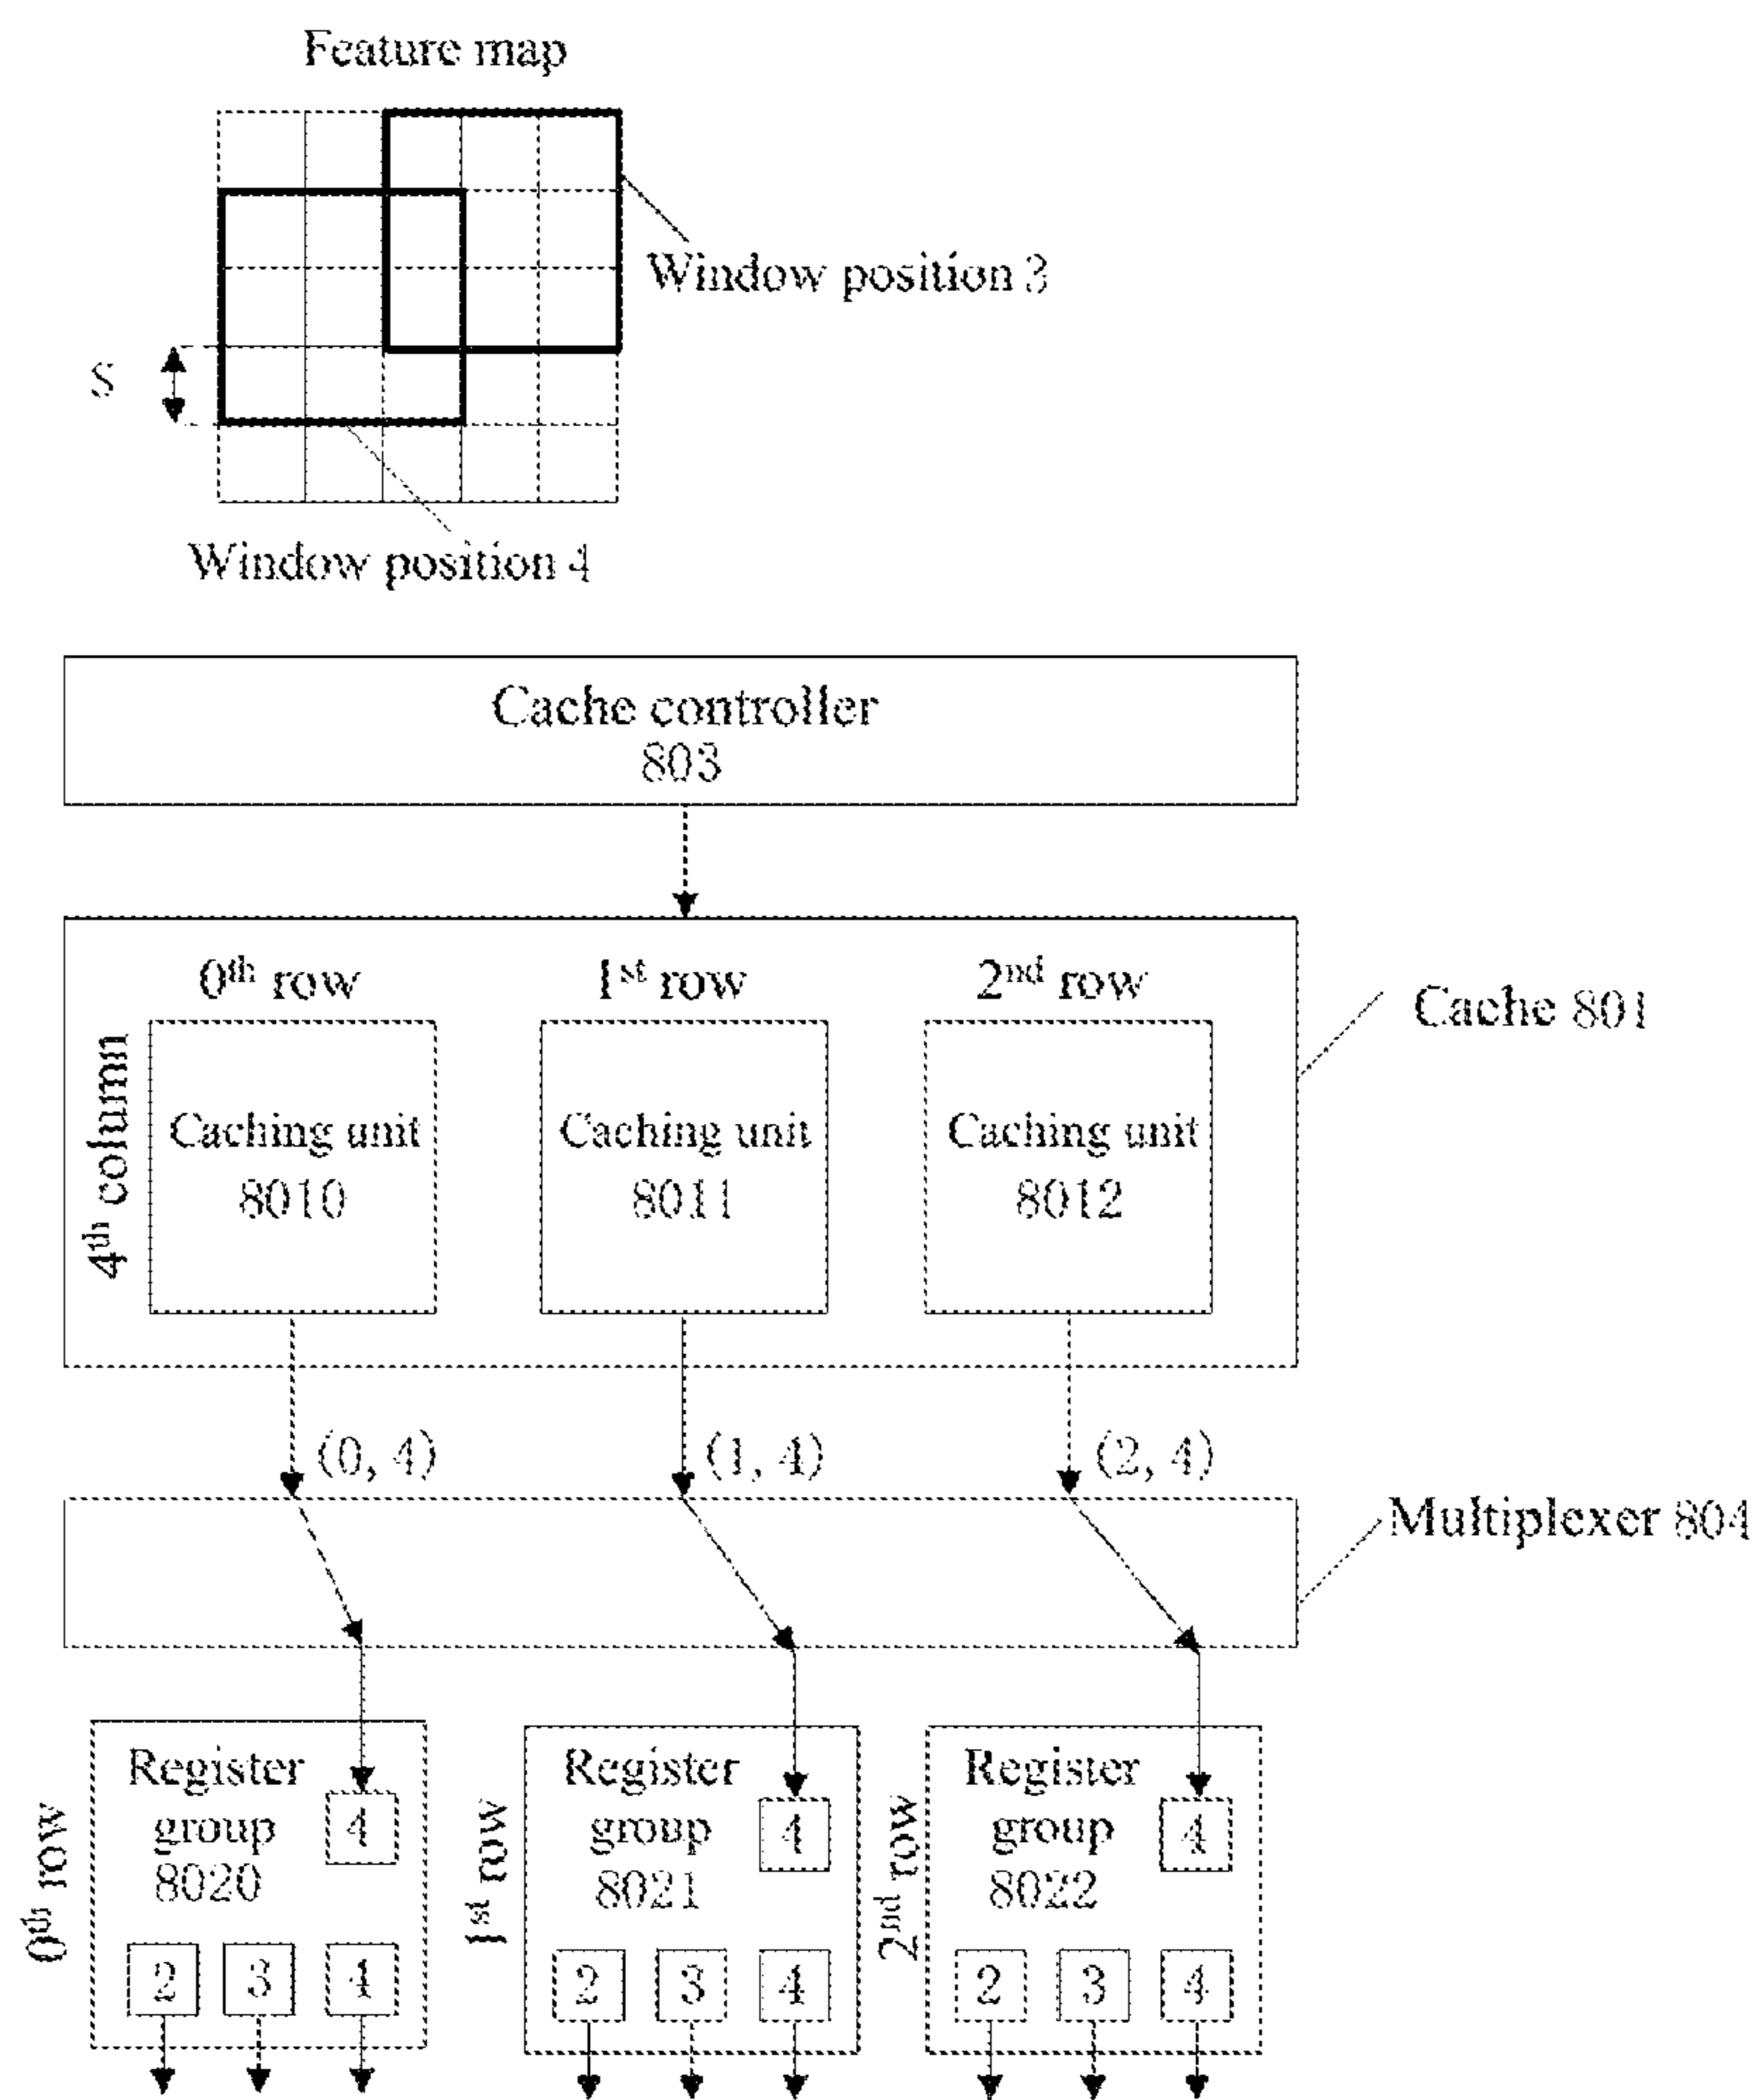 Feature map
Window position 3
S
Window position 4
Cache controller
803
0th row
1st row
2nd row
Cache 801
4th column
Caching unit
8010
Caching unit
8011
Caching unit
8012
(0, 4)
(1, 4)
(2, 4)
Multiplexer 804
0th row
Register
group
8020
4
2
3
4
1st row
Register
group
8021
4
2
3
4
2nd row
Register
group
8022
4
2
3
4